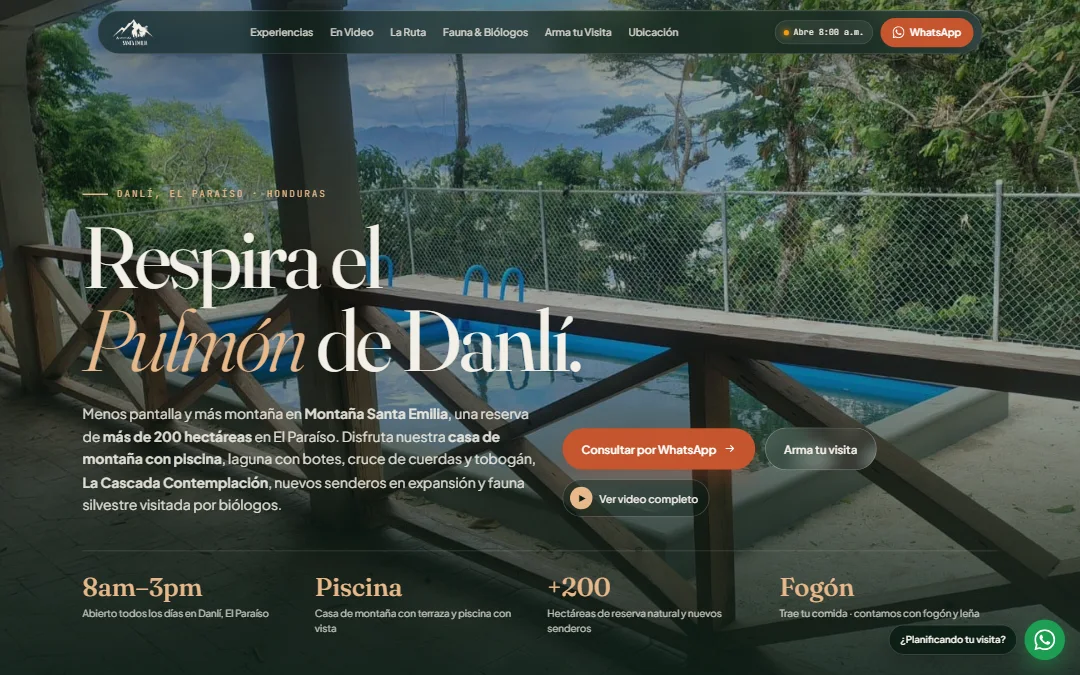 SANTA EMILIA
Experiencias
En Video
La Ruta
Fauna & Biólogos
Arma tu Visita
Ubicación
Abre 8:00 a.m.
WhatsApp
DANLÍ, EL PARAÍSO · HONDURAS
Respira el
Pulmón de Danlí.
Menos pantalla y más montaña en Montaña Santa Emilia, una reserva
de más de 200 hectáreas en El Paraíso. Disfruta nuestra casa de
montaña con piscina, laguna con botes, cruce de cuerdas y tobogán,
La Cascada Contemplación, nuevos senderos en expansión y fauna
silvestre visitada por biólogos.
Consultar por WhatsApp →
Arma tu visita
Ver video completo
8am–3pm
Abierto todos los días en Danlí, El Paraíso
Piscina
Casa de montaña con terraza y piscina con
vista
+200
Hectáreas de reserva natural y nuevos
senderos
Fogón
Trae tu comida · contamos con fogón y leña
¿Planificando tu visita?